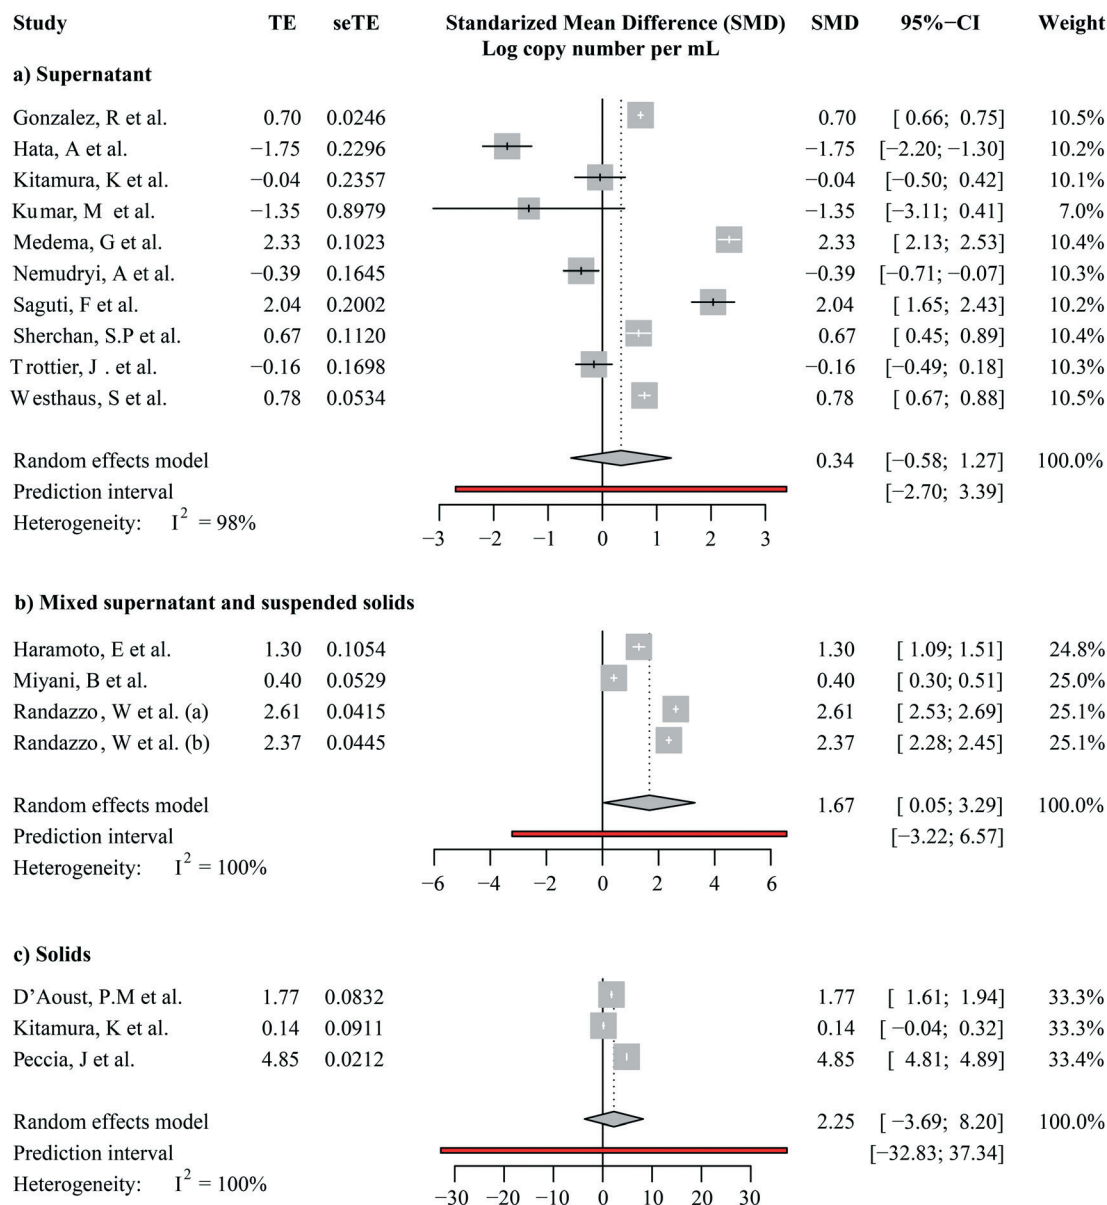 Study TE seTE Standarized Mean Difference (SMD) SMD 95%−CI Weight
Log copy number per mL
a) Supernatant
Gonzalez, R et al. 0.70 0.0246 0.70 [ 0.66; 0.75] 10.5%
Hata, A et al. −1.75 0.2296 −1.75 [−2.20; −1.30] 10.2%
Kitamura, K et al. −0.04 0.2357 −0.04 [−0.50; 0.42] 10.1%
Kumar, M et al. −1.35 0.8979 −1.35 [−3.11; 0.41] 7.0%
Medema, G et al. 2.33 0.1023 2.33 [ 2.13; 2.53] 10.4%
Nemudryi, A et al. −0.39 0.1645 −0.39 [−0.71; −0.07] 10.3%
Saguti, F et al. 2.04 0.2002 2.04 [ 1.65; 2.43] 10.2%
Sherchan, S.P et al. 0.67 0.1120 0.67 [ 0.45; 0.89] 10.4%
Trottier, J . et al. −0.16 0.1698 −0.16 [−0.49; 0.18] 10.3%
Westhaus, S et al. 0.78 0.0534 0.78 [ 0.67; 0.88] 10.5%
Random effects model 0.34 [−0.58; 1.27] 100.0%
Prediction interval [−2.70; 3.39]
Heterogeneity: I² = 98%
−3 −2 −1 0 1 2 3
b) Mixed supernatant and suspended solids
Haramoto, E et al. 1.30 0.1054 1.30 [ 1.09; 1.51] 24.8%
Miyani, B et al. 0.40 0.0529 0.40 [ 0.30; 0.51] 25.0%
Randazzo, W et al. (a) 2.61 0.0415 2.61 [ 2.53; 2.69] 25.1%
Randazzo, W et al. (b) 2.37 0.0445 2.37 [ 2.28; 2.45] 25.1%
Random effects model 1.67 [ 0.05; 3.29] 100.0%
Prediction interval [−3.22; 6.57]
Heterogeneity: I² = 100%
−6 −4 −2 0 2 4 6
c) Solids
D’Aoust, P.M et al. 1.77 0.0832 1.77 [ 1.61; 1.94] 33.3%
Kitamura, K et al. 0.14 0.0911 0.14 [ −0.04; 0.32] 33.3%
Peccia, J et al. 4.85 0.0212 4.85 [ 4.81; 4.89] 33.4%
Random effects model 2.25 [ −3.69; 8.20] 100.0%
Prediction interval [−32.83; 37.34]
Heterogeneity: I² = 100%
−30 −20 −10 0 10 20 30